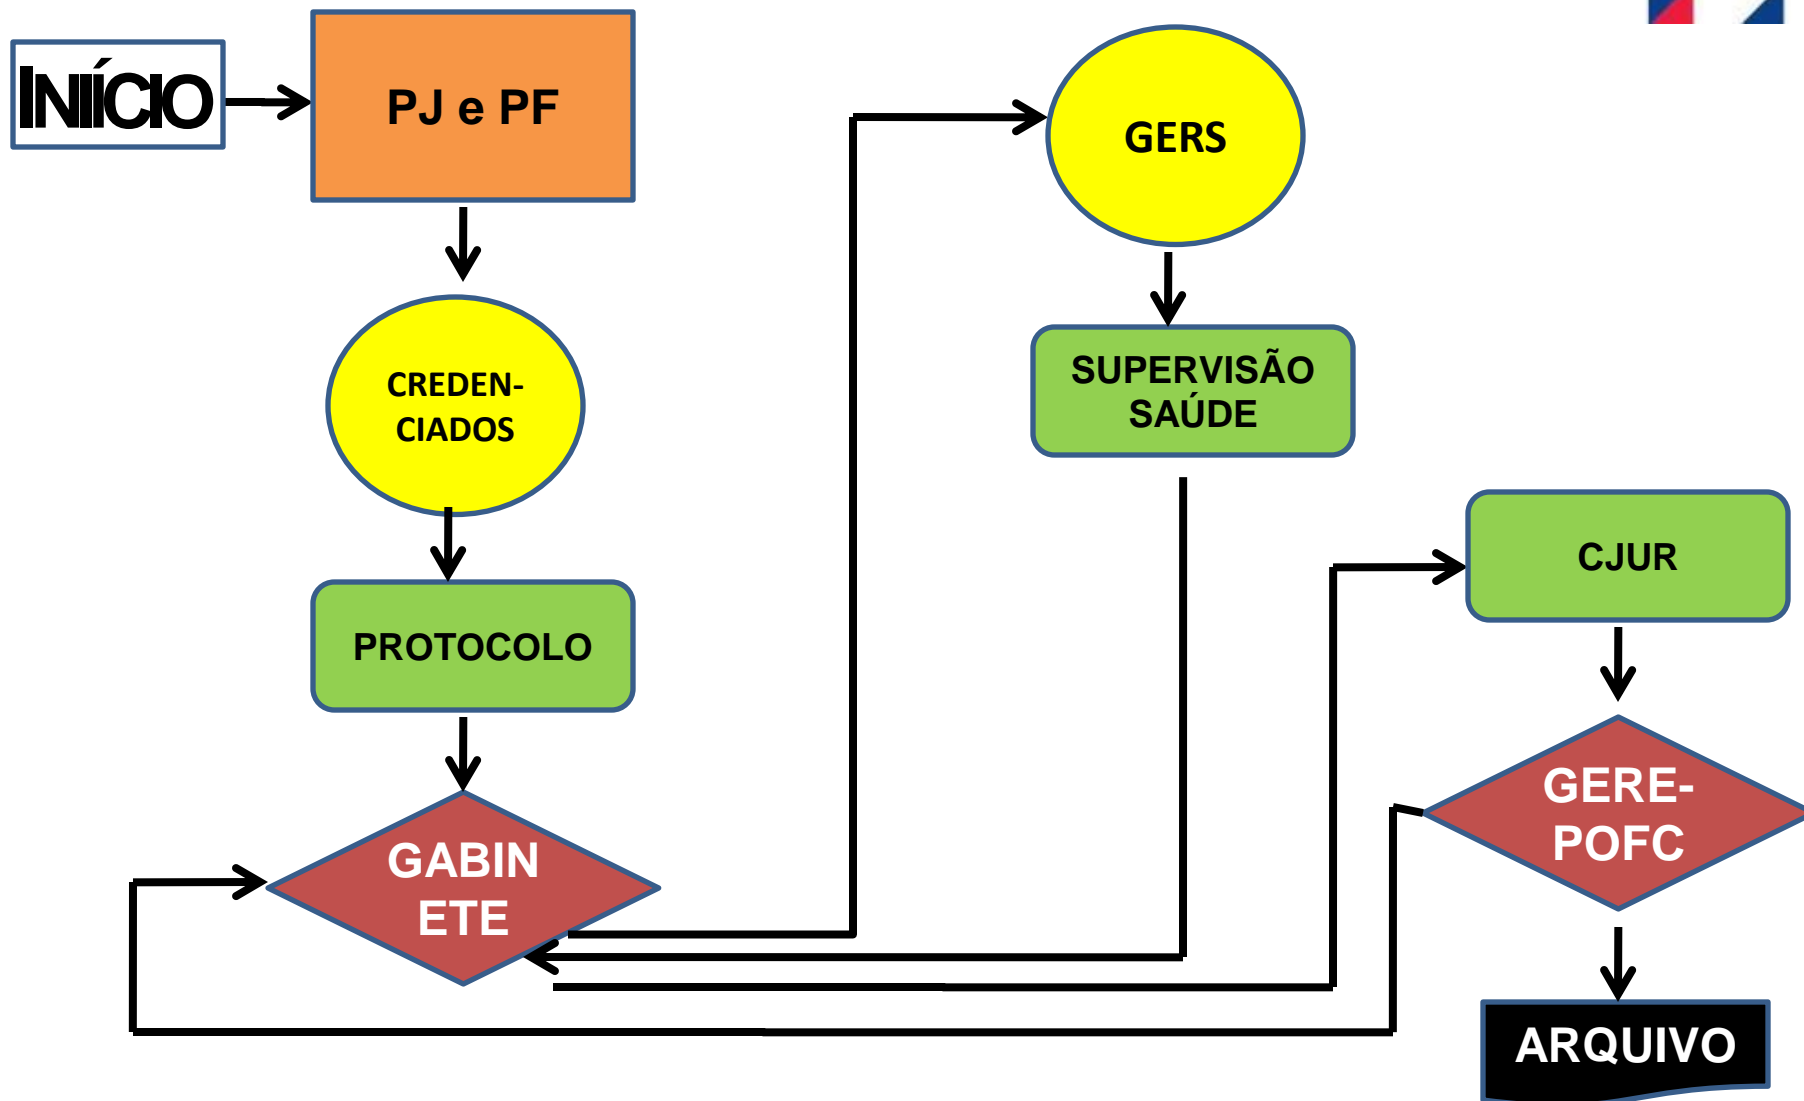 INÍCIO
PJ e PF
CREDEN-
CIADOS
PROTOCOLO
GABIN
ETE
GERS
SUPERVISÃO
SAÚDE
CJUR
GERE-
POFC
ARQUIVO